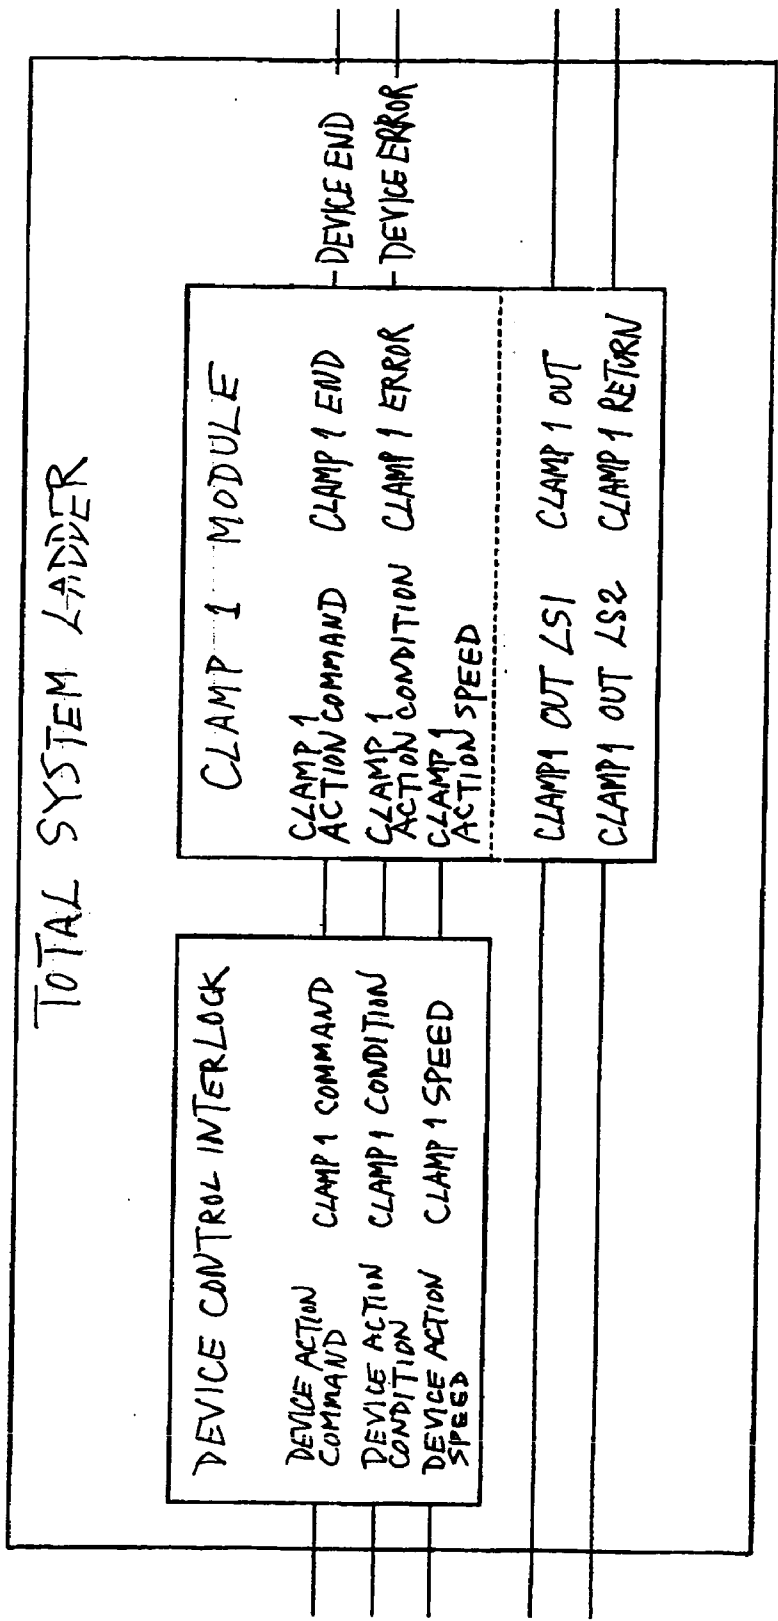 TOTAL SYSTEM LADDER
DEVICE CONTROL INTERLOCK
DEVICE ACTION
COMMAND
CLAMP 1 COMMAND
DEVICE ACTION
CONDITION
CLAMP 1 CONDITION
DEVICE ACTION
SPEED
CLAMP 1 SPEED
CLAMP 1 MODULE
CLAMP 1
ACTION COMMAND
CLAMP 1 END
CLAMP 1
ACTION CONDITION
CLAMP 1 ERROR
CLAMP 1
ACTION SPEED
CLAMP1 OUT LS1
CLAMP 1 OUT
CLAMP1 OUT LS2
CLAMP 1 RETURN
DEVICE END
DEVICE ERROR